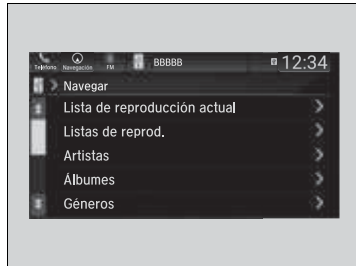 Teléfono Navegación FM BBBBB 12:34
Navegar
Lista de reproducción actual
Listas de reprod.
Artistas
Álbumes
Géneros